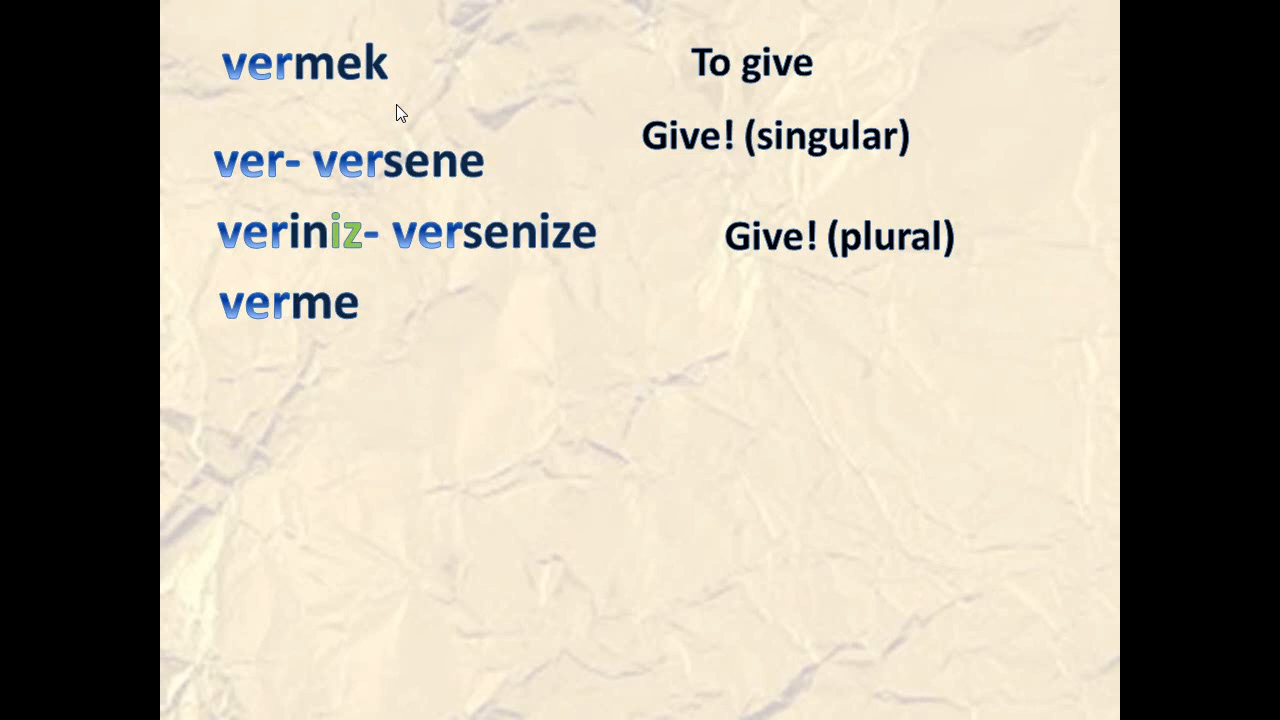 vermek To give
Give! (singular)
ver- versene
veriniz- versenize Give! (plural)
verme